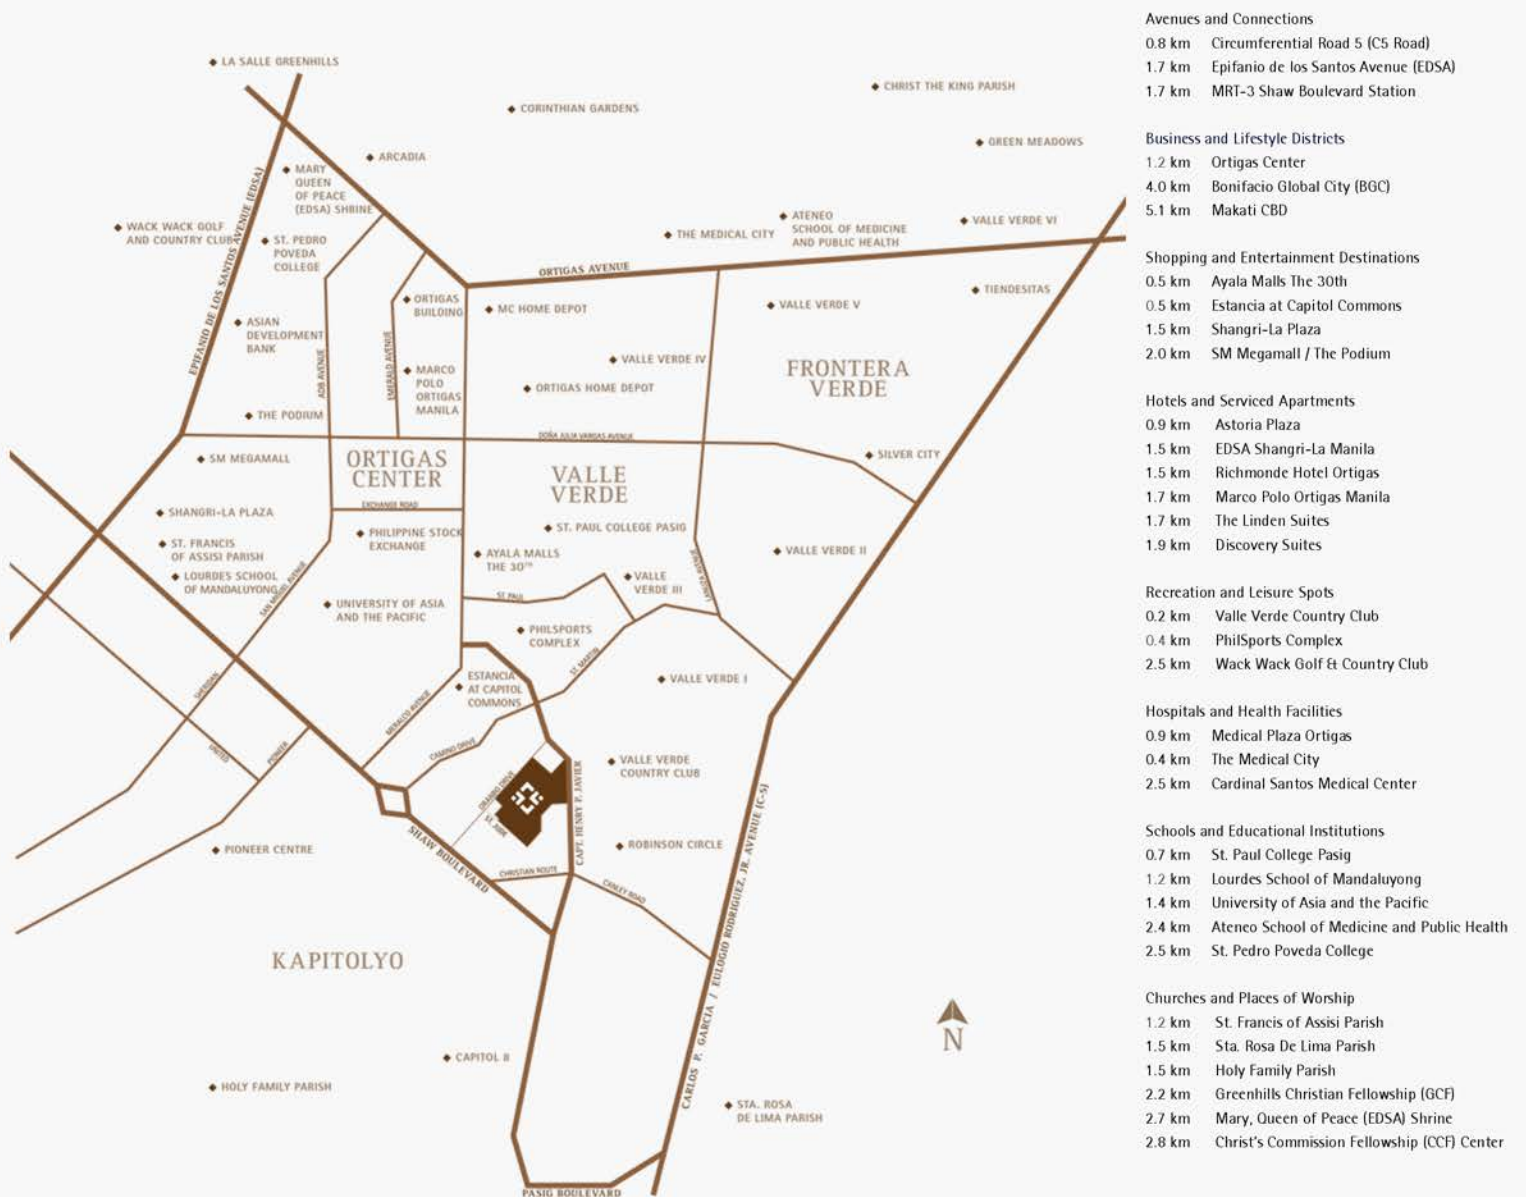 LA SALLE GREENHILLS
CORINTHIAN GARDENS
CHRIST THE KING PARISH
GREEN MEADOWS
ARCADIA
MARY
QUEEN
OF PEACE
(EDSA) SHRINE
WACK WACK GOLF
AND COUNTRY CLUB
ST. PEDRO
POVEDA
COLLEGE
EPIFANIO DE LOS SANTOS AVENUE (EDSA)
THE MEDICAL CITY
ATENEO
SCHOOL OF MEDICINE
AND PUBLIC HEALTH
VALLE VERDE VI
ORTIGAS AVENUE
TIENDESITAS
ORTIGAS
BUILDING
MC HOME DEPOT
VALLE VERDE V
ASIAN
DEVELOPMENT
BANK
ADB AVENUE
EMERALD AVENUE
MARCO
POLO
ORTIGAS
MANILA
VALLE VERDE IV
ORTIGAS HOME DEPOT
FRONTERA
VERDE
THE PODIUM
DOÑA JULIA VARGAS AVENUE
SM MEGAMALL
ORTIGAS
CENTER
VALLE
VERDE
SILVER CITY
EXCHANGE ROAD
SHANGRI-LA PLAZA
PHILIPPINE STOCK
EXCHANGE
ST. PAUL COLLEGE PASIG
ST. FRANCIS
OF ASSISI PARISH
AYALA MALLS
THE 30TH
VALLE VERDE II
LOURDES SCHOOL
OF MANDALUYONG
SAN MIGUEL AVENUE
VALLE
VERDE III
LANUZA AVENUE
ST. PAUL
UNIVERSITY OF ASIA
AND THE PACIFIC
PHILSPORTS
COMPLEX
ST. MARTIN
ESTANCIA
AT CAPITOL
COMMONS
VALLE VERDE I
SHERIDAN
MERALCO AVENUE
UNITED
PIONEER
CAMINO DRIVE
VALLE VERDE
COUNTRY CLUB
ORAMBO DRIVE
ST. JUDE
CAPT. HENRY P. JAVIER
SHAW BOULEVARD
PIONEER CENTRE
ROBINSON CIRCLE
CHRISTIAN ROUTE
CANLEY ROAD
CARLOS P. GARCIA / EULOGIO RODRIGUEZ, JR. AVENUE (C-5)
KAPITOLYO
N
CAPITOL 8
HOLY FAMILY PARISH
STA. ROSA
DE LIMA PARISH
PASIG BOULEVARD
Avenues and Connections
0.8 km Circumferential Road 5 (C5 Road)
1.7 km Epifanio de los Santos Avenue (EDSA)
1.7 km MRT-3 Shaw Boulevard Station
Business and Lifestyle Districts
1.2 km Ortigas Center
4.0 km Bonifacio Global City (BGC)
5.1 km Makati CBD
Shopping and Entertainment Destinations
0.5 km Ayala Malls The 30th
0.5 km Estancia at Capitol Commons
1.5 km Shangri-La Plaza
2.0 km SM Megamall / The Podium
Hotels and Serviced Apartments
0.9 km Astoria Plaza
1.5 km EDSA Shangri-La Manila
1.5 km Richmonde Hotel Ortigas
1.7 km Marco Polo Ortigas Manila
1.7 km The Linden Suites
1.9 km Discovery Suites
Recreation and Leisure Spots
0.2 km Valle Verde Country Club
0.4 km PhilSports Complex
2.5 km Wack Wack Golf & Country Club
Hospitals and Health Facilities
0.9 km Medical Plaza Ortigas
0.4 km The Medical City
2.5 km Cardinal Santos Medical Center
Schools and Educational Institutions
0.7 km St. Paul College Pasig
1.2 km Lourdes School of Mandaluyong
1.4 km University of Asia and the Pacific
2.4 km Ateneo School of Medicine and Public Health
2.5 km St. Pedro Poveda College
Churches and Places of Worship
1.2 km St. Francis of Assisi Parish
1.5 km Sta. Rosa De Lima Parish
1.5 km Holy Family Parish
2.2 km Greenhills Christian Fellowship (GCF)
2.7 km Mary, Queen of Peace (EDSA) Shrine
2.8 km Christ's Commission Fellowship (CCF) Center